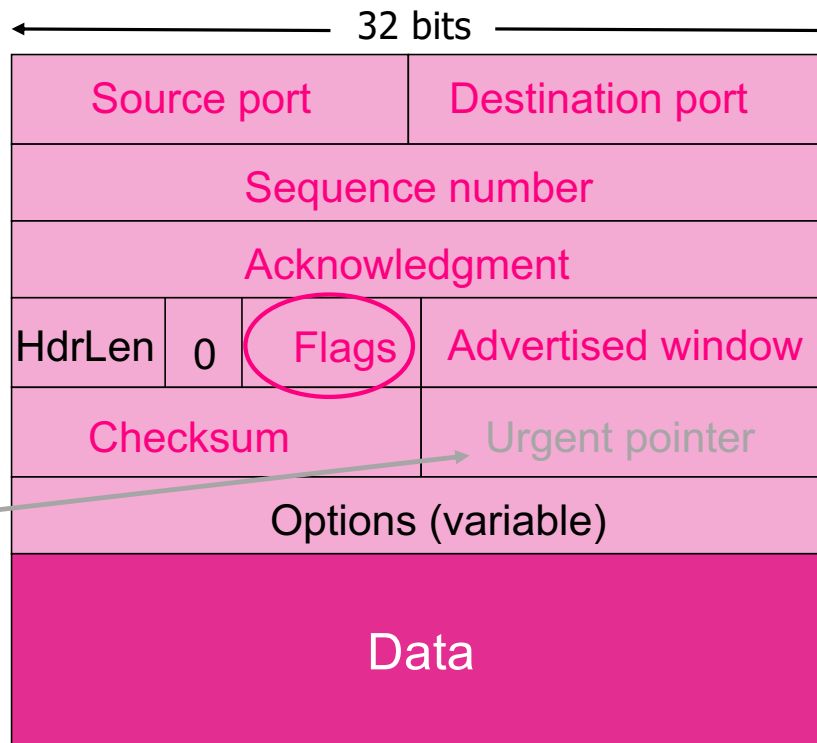 32 bits
Source port Destination port
Sequence number
Acknowledgment
HdrLen 0 Flags Advertised window
Checksum Urgent pointer
Options (variable)
Data